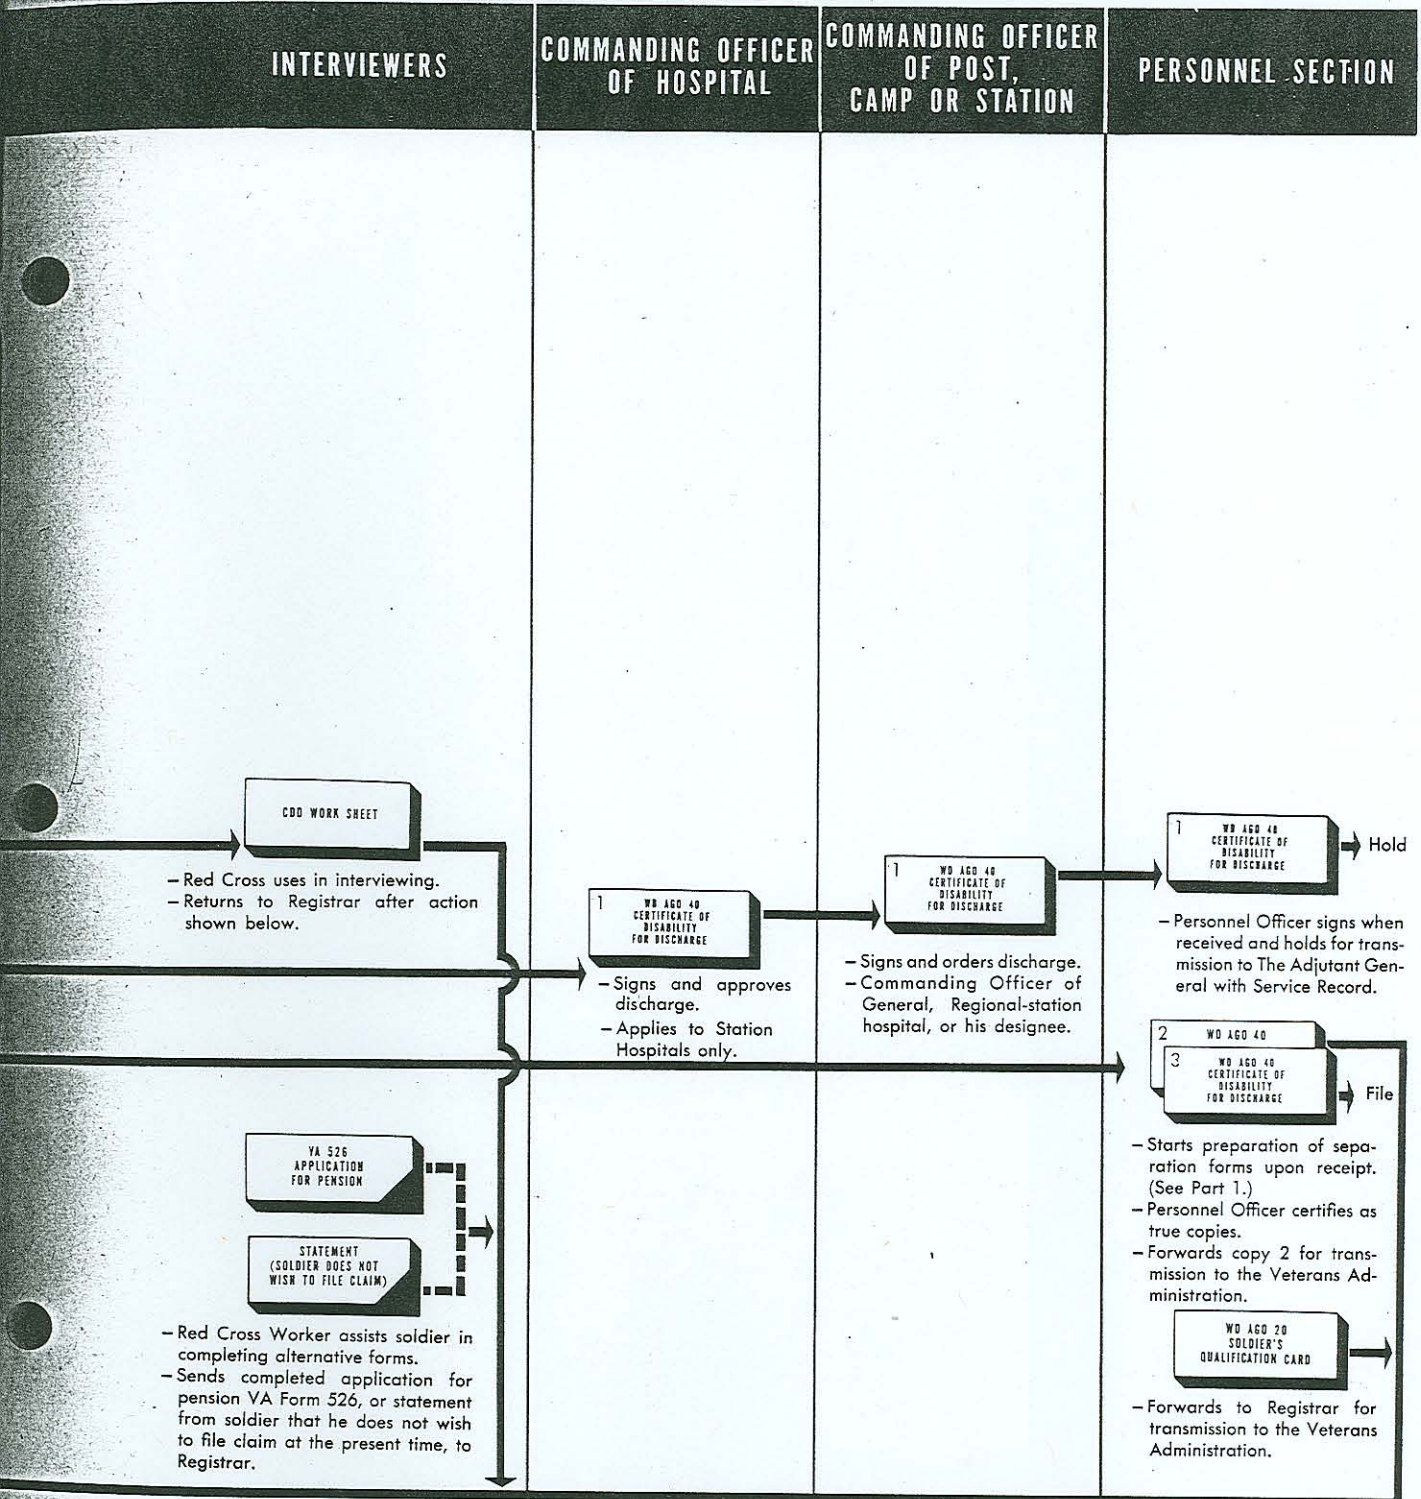 INTERVIEWERS
COMMANDING OFFICER
OF HOSPITAL
COMMANDING OFFICER
OF POST,
CAMP OR STATION
PERSONNEL SECTION
CDD WORK SHEET
– Red Cross uses in interviewing.
– Returns to Registrar after action
shown below.
1
WD AGO 40
CERTIFICATE OF
DISABILITY
FOR DISCHARGE
– Signs and approves
discharge.
– Applies to Station
Hospitals only.
1
WD AGO 40
CERTIFICATE OF
DISABILITY
FOR DISCHARGE
– Signs and orders discharge.
– Commanding Officer of
General, Regional-station
hospital, or his designee.
1
WD AGO 40
CERTIFICATE OF
DISABILITY
FOR DISCHARGE
Hold
– Personnel Officer signs when
received and holds for trans-
mission to The Adjutant Gen-
eral with Service Record.
2
WD AGO 40
3
WD AGO 40
CERTIFICATE OF
DISABILITY
FOR DISCHARGE
File
– Starts preparation of sepa-
ration forms upon receipt.
(See Part 1.)
– Personnel Officer certifies as
true copies.
– Forwards copy 2 for trans-
mission to the Veterans Ad-
ministration.
VA 526
APPLICATION
FOR PENSION
STATEMENT
(SOLDIER DOES NOT
WISH TO FILE CLAIM)
– Red Cross Worker assists soldier in
completing alternative forms.
– Sends completed application for
pension VA Form 526, or statement
from soldier that he does not wish
to file claim at the present time, to
Registrar.
WD AGO 20
SOLDIER'S
QUALIFICATION CARD
– Forwards to Registrar for
transmission to the Veterans
Administration.